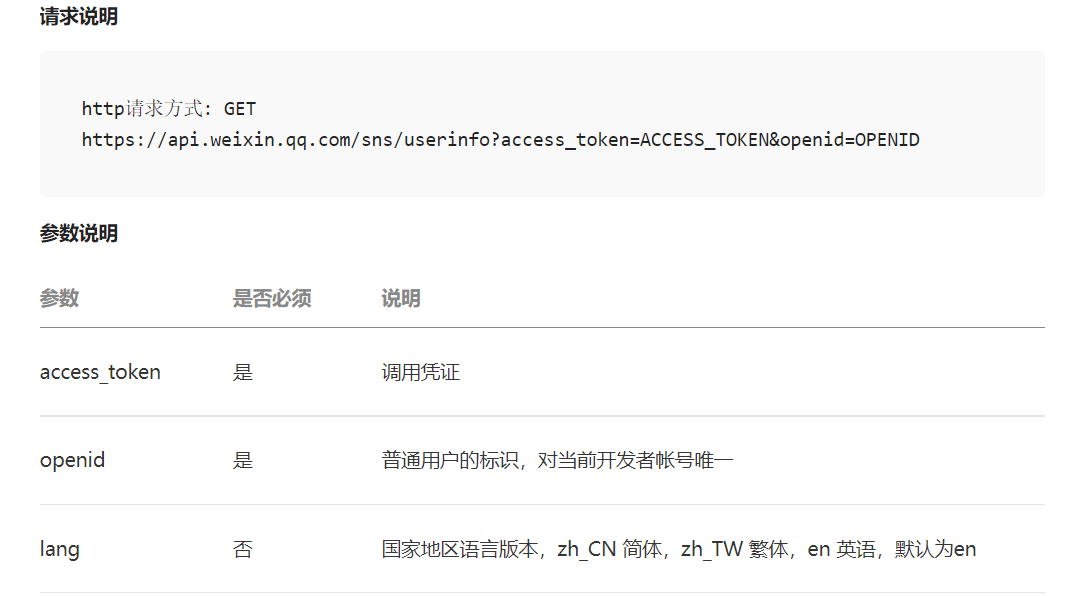 请求说明
http请求方式: GET
https://api.weixin.qq.com/sns/userinfo?access_token=ACCESS_TOKEN&openid=OPENID
参数说明
参数 是否必须 说明
access_token 是 调用凭证
openid 是 普通用户的标识，对当前开发者帐号唯一
lang 否 国家地区语言版本，zh_CN 简体，zh_TW 繁体，en 英语，默认为en